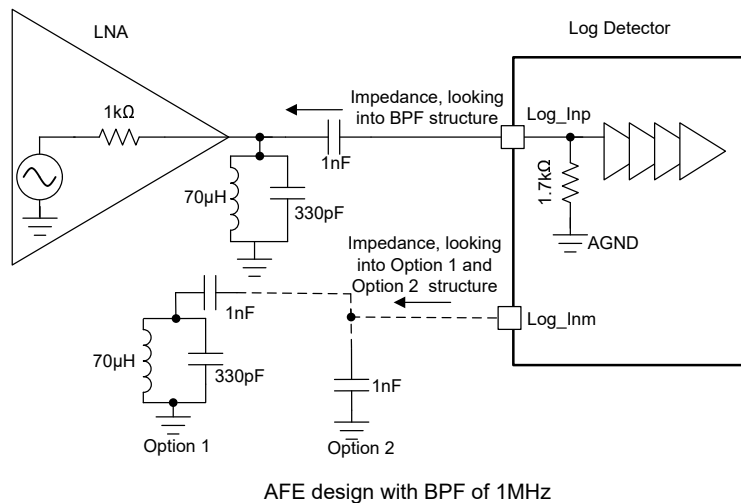 LNA
Log Detector
1kΩ
Impedance, looking
into BPF structure
Log_Inp
1nF
70µH
330pF
1.7kΩ
AGND
Impedance, looking
into Option 1 and
Option 2 structure
1nF
Log_Inm
70µH
330pF
1nF
Option 1
Option 2
AFE design with BPF of 1MHz